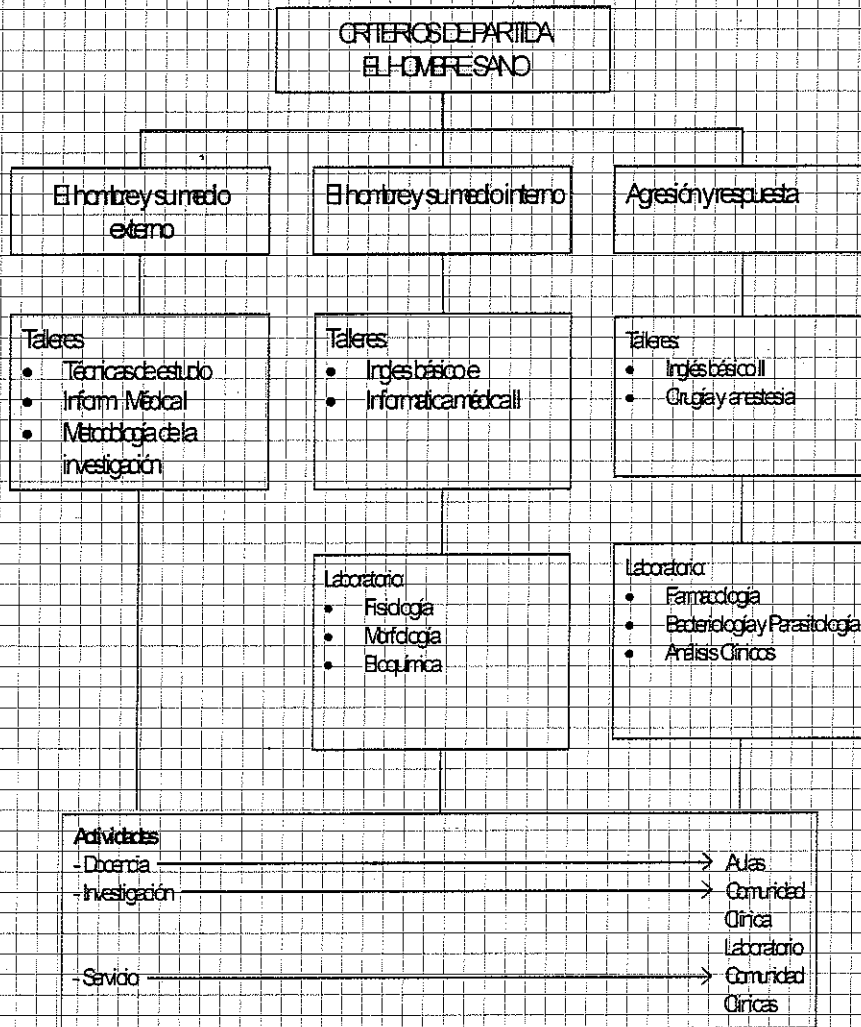 CRITERIOS DE PARTIDA
EL HOMBRE SANO
El hombre y su medio
externo
El hombre y su medio interno
Agresión y respuesta
Talleres
• Técnicas de estudio
• Inform. Médica I
• Metodología de la
investigación
Talleres:
• Ingles básico e
• Informatica médica II
Talleres:
• Inglés básico II
• Cirugía y anestesia
Laboratorio:
• Fisiología
• Morfología
• Bioquímica
Laboratorio:
• Farmacología
• Bacteriología y Parasitología
• Análisis Clínicos
Actividades
- Docencia → Aulas
- Investigación → Comunidad
Clínica
Laboratorio
- Servicio → Comunidad
Clínicas